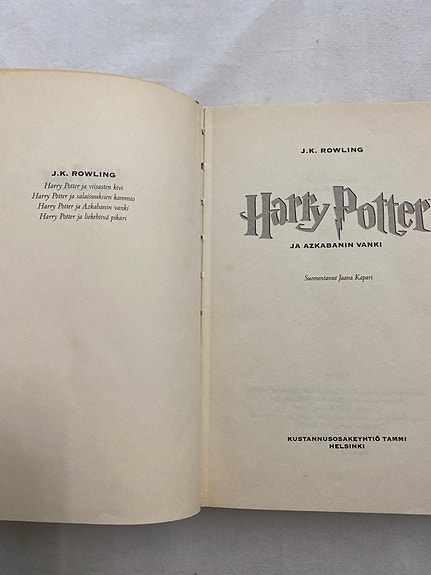 J.K. ROWLING
Harry Potter ja viisasten kivi
Harry Potter ja salaisuuksien kammio
Harry Potter ja Azkabanin vanki
Harry Potter ja liekehtivä pikari
J.K. ROWLING
Harry Potter
JA AZKABANIN VANKI
Suomentanut Jaana Kapari
KUSTANNUSOSAKEYHTIÖ TAMMI
HELSINKI